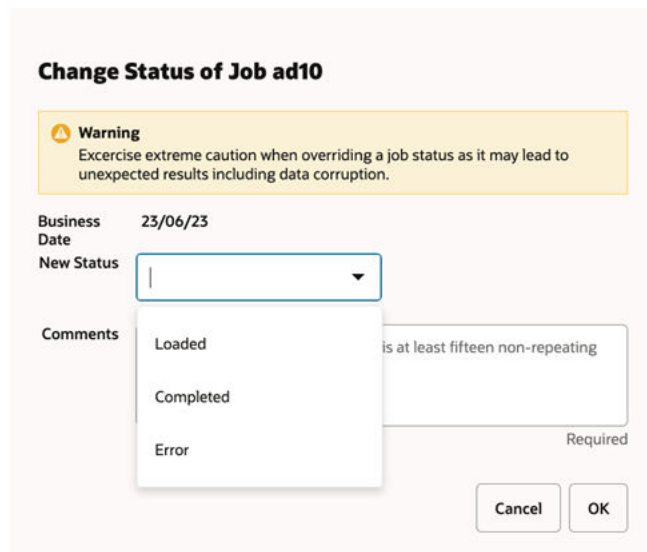 Change Status of Job ad10
Warning
Excercise extreme caution when overriding a job status as it may lead to
unexpected results including data corruption.
Business
Date
23/06/23
New Status
Comments
is at least fifteen non-repeating
Loaded
Completed
Error
Required
Cancel
OK